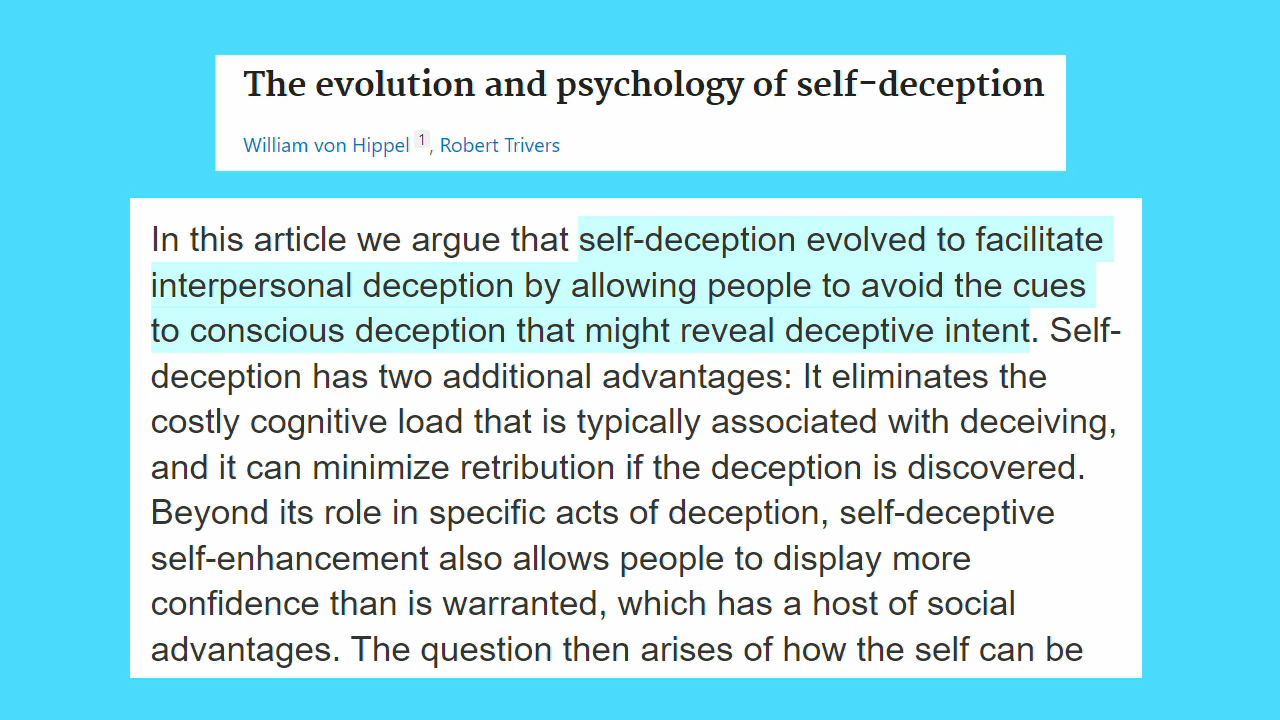 The evolution and psychology of self-deception
William von Hippel 1, Robert Trivers
In this article we argue that self-deception evolved to facilitate
interpersonal deception by allowing people to avoid the cues
to conscious deception that might reveal deceptive intent. Self-
deception has two additional advantages: It eliminates the
costly cognitive load that is typically associated with deceiving,
and it can minimize retribution if the deception is discovered.
Beyond its role in specific acts of deception, self-deceptive
self-enhancement also allows people to display more
confidence than is warranted, which has a host of social
advantages. The question then arises of how the self can be